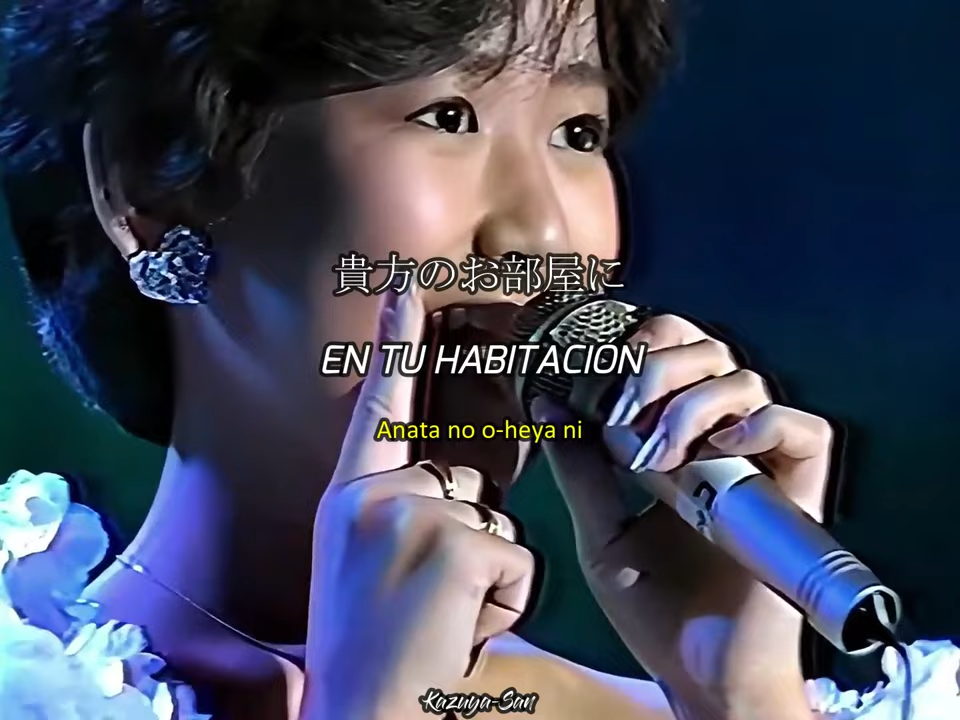 貴方のお部屋に
EN TU HABITACIÓN
Anata no o-heya ni
Kazuya-San